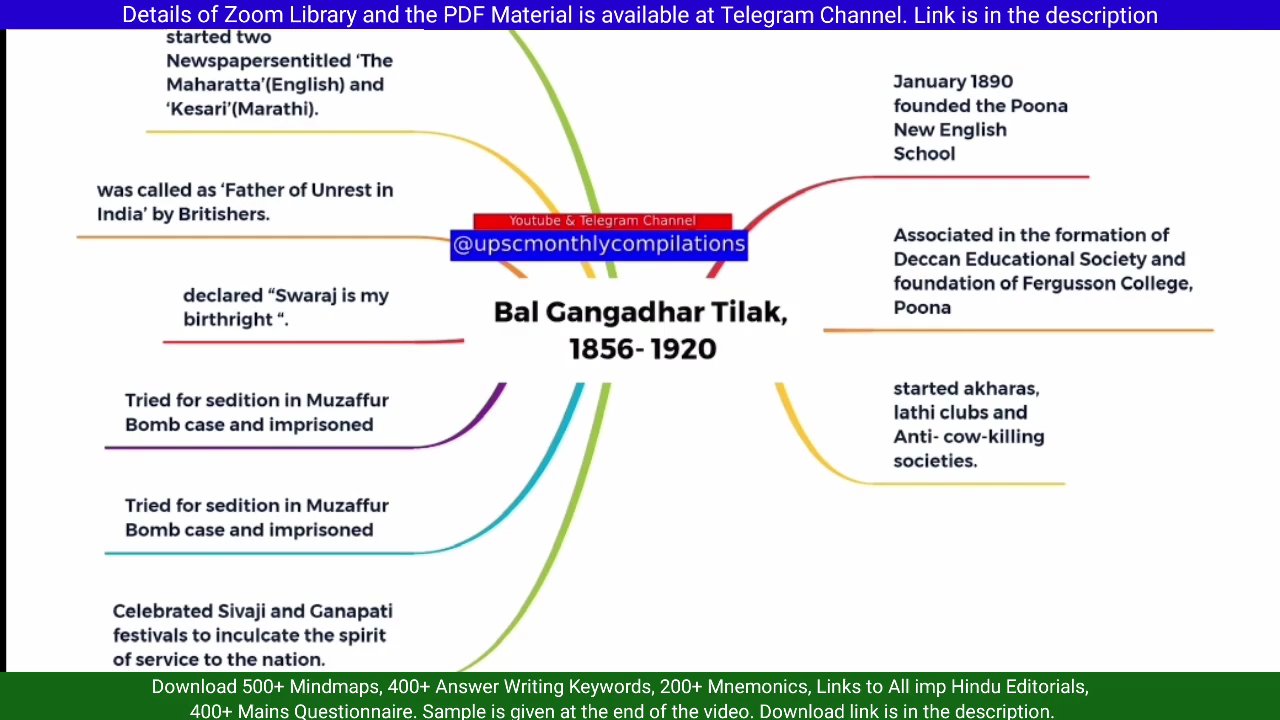 Details of Zoom Library and the PDF Material is available at Telegram Channel. Link is in the description
started two
Newspapersentitled ‘The
Maharatta’(English) and
‘Kesari’(Marathi).
was called as ‘Father of Unrest in
India’ by Britishers.
declared “Swaraj is my
birthright “.
Tried for sedition in Muzaffur
Bomb case and imprisoned
Tried for sedition in Muzaffur
Bomb case and imprisoned
Celebrated Sivaji and Ganapati
festivals to inculcate the spirit
of service to the nation.
Youtube & Telegram Channel
@upscmonthlycompilations
Bal Gangadhar Tilak,
1856- 1920
January 1890
founded the Poona
New English
School
Associated in the formation of
Deccan Educational Society and
foundation of Fergusson College,
Poona
started akharas,
lathi clubs and
Anti- cow-killing
societies.
Download 500+ Mindmaps, 400+ Answer Writing Keywords, 200+ Mnemonics, Links to All imp Hindu Editorials,
400+ Mains Questionnaire. Sample is given at the end of the video. Download link is in the description.